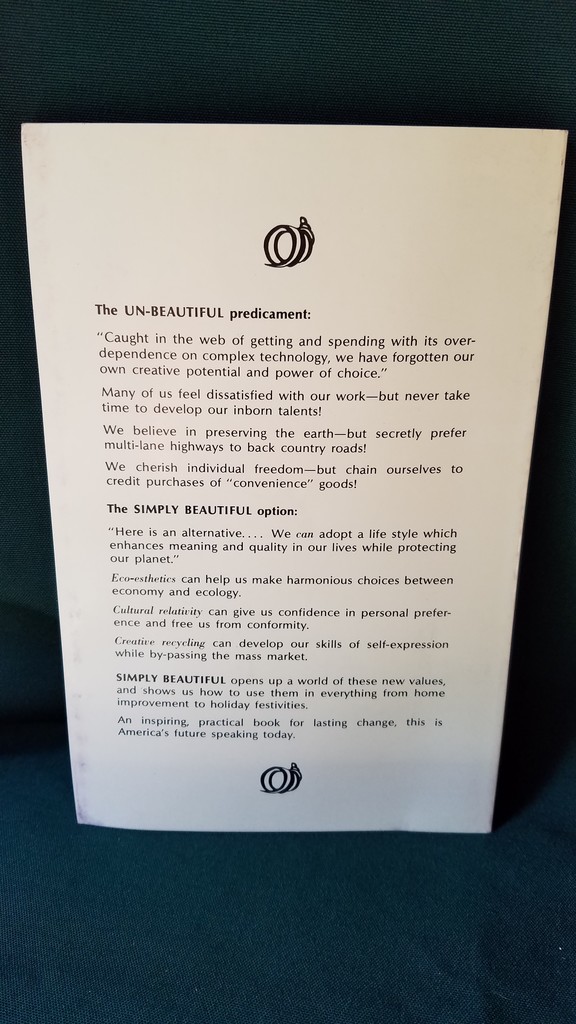 The UN-BEAUTIFUL predicament:
"Caught in the web of getting and spending with its over-
dependence on complex technology, we have forgotten our
own creative potential and power of choice."
Many of us feel dissatisfied with our work—but never take
time to develop our inborn talents!
We believe in preserving the earth—but secretly prefer
multi-lane highways to back country roads!
We cherish individual freedom—but chain ourselves to
credit purchases of "convenience" goods!
The SIMPLY BEAUTIFUL option:
"Here is an alternative.... We can adopt a life style which
enhances meaning and quality in our lives while protecting
our planet."
Eco-esthetics can help us make harmonious choices between
economy and ecology.
Cultural relativity can give us confidence in personal prefer-
ence and free us from conformity.
Creative recycling can develop our skills of self-expression
while by-passing the mass market.
SIMPLY BEAUTIFUL opens up a world of these new values,
and shows us how to use them in everything from home
improvement to holiday festivities.
An inspiring, practical book for lasting change, this is
America's future speaking today.